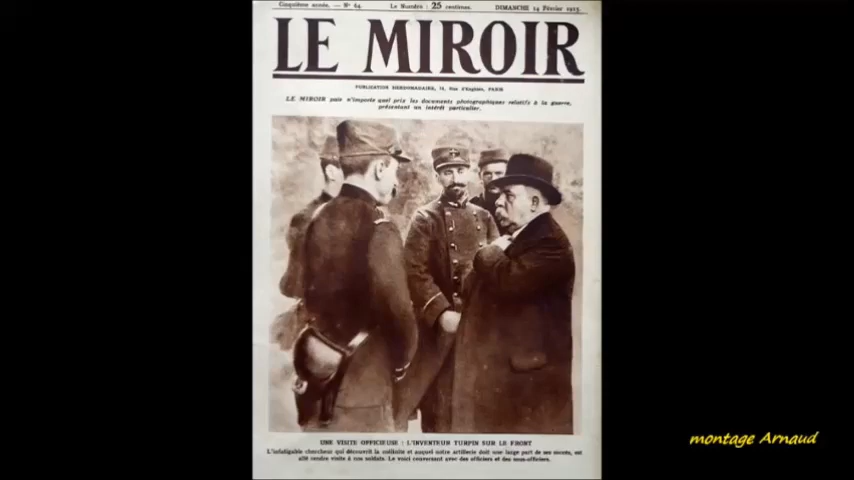 Cinquième année. — N° 64.
Le Numéro : 25 centimes.
DIMANCHE 14 Février 1915.
LE MIROIR
PUBLICATION HEBDOMADAIRE, 18, Rue d'Enghien, PARIS
LE MIROIR paie n'importe quel prix les documents photographiques relatifs à la guerre,
présentant un intérêt particulier.
UNE VISITE OFFICIEUSE : L'INVENTEUR TURPIN SUR LE FRONT
L'infatigable chercheur qui découvrit la mélinite et auquel notre artillerie doit une large part de ses succès, est
allé rendre visite à nos soldats. Le voici conversant avec des officiers et des sous-officiers.
montage Arnaud